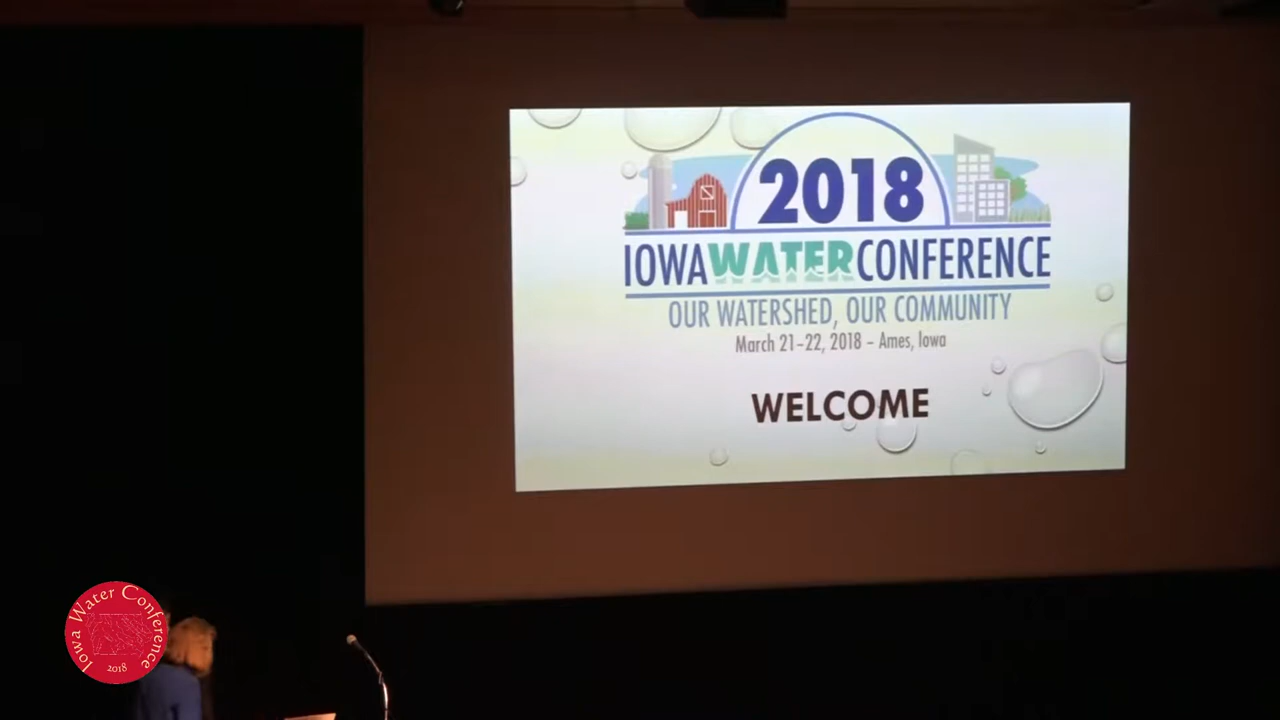 2018
IOWA WATER CONFERENCE
OUR WATERSHED, OUR COMMUNITY
March 21-22, 2018 – Ames, Iowa
WELCOME
Iowa Water Conference
2018